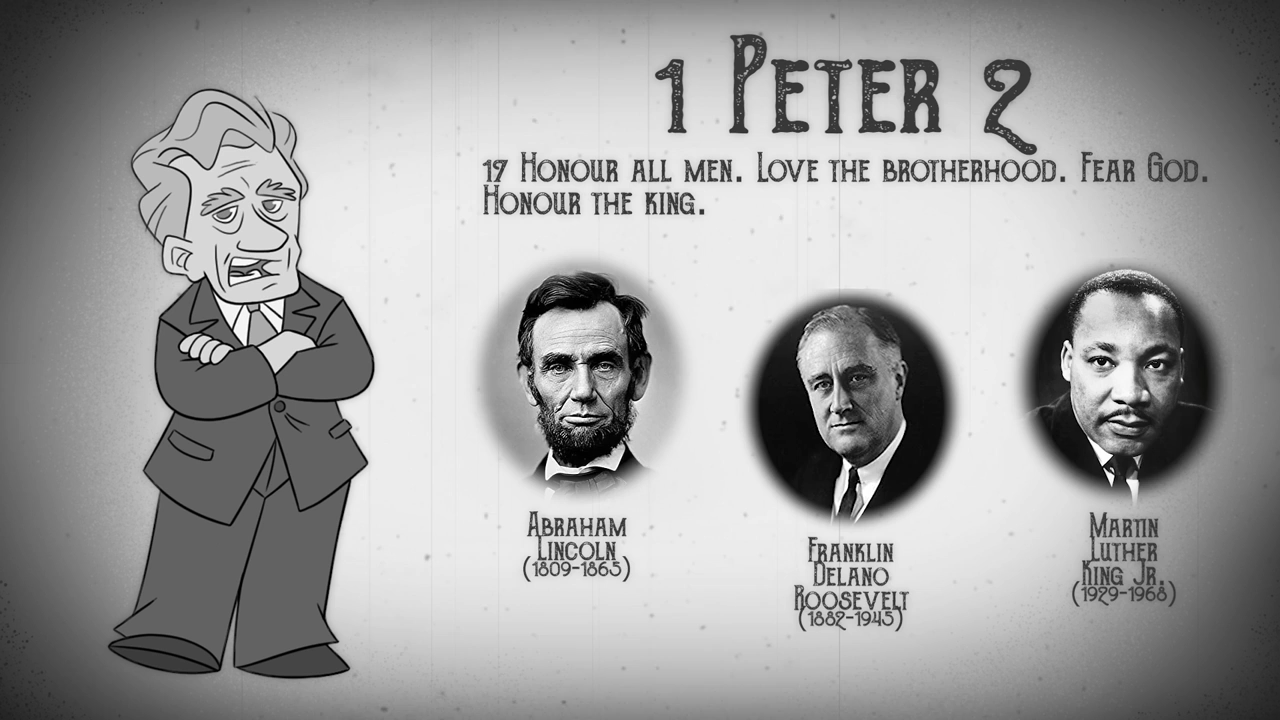 1 Peter 2
17 Honour all men. Love the brotherhood. Fear God.
Honour the king.
Abraham
Lincoln
(1809-1865)
Franklin
Delano
Roosevelt
(1882-1945)
Martin
Luther
King Jr.
(1929-1968)